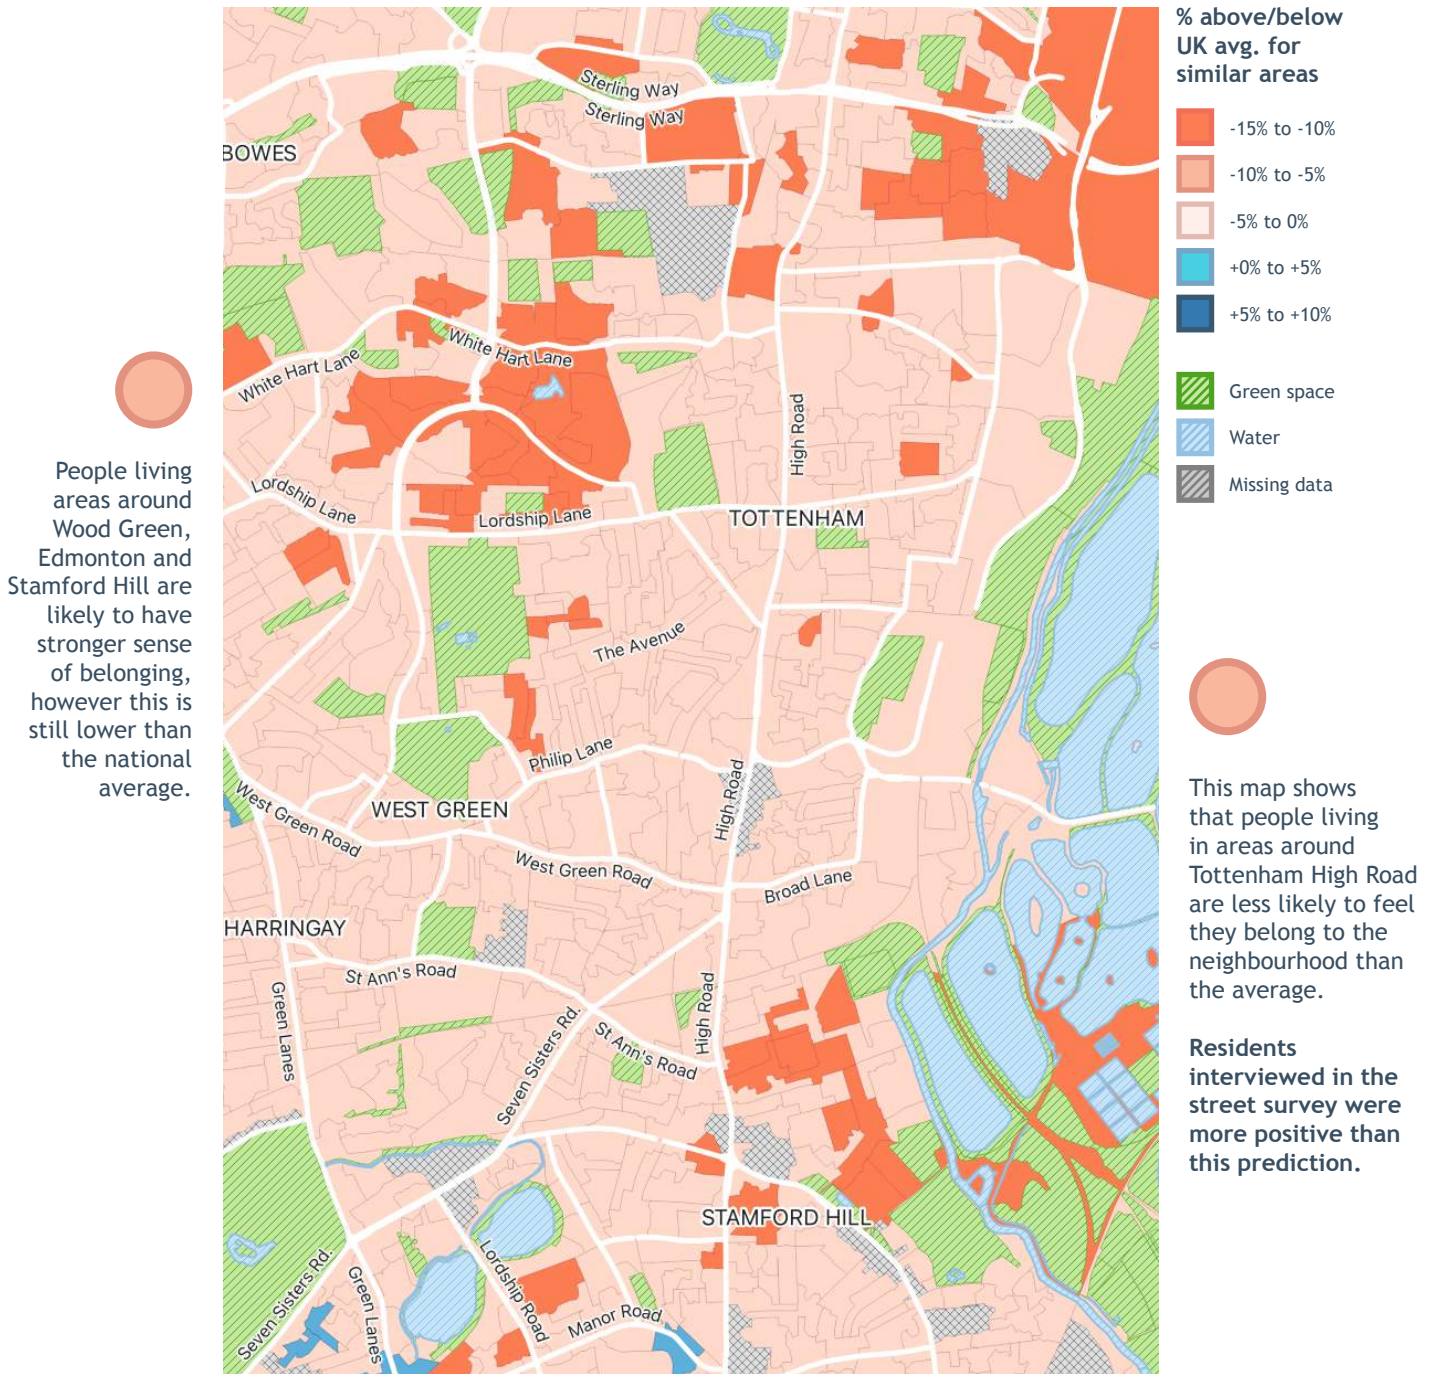 % above/below
UK avg. for
similar areas
-15% to -10%
-10% to -5%
-5% to 0%
+0% to +5%
+5% to +10%
Green space
Water
Missing data
People living
areas around
Wood Green,
Edmonton and
Stamford Hill are
likely to have
stronger sense
of belonging,
however this is
still lower than
the national
average.
Sterling Way
Sterling Way
BOWES
White Hart Lane
White Hart Lane
High Road
Lordship Lane
Lordship Lane
TOTTENHAM
The Avenue
Philip Lane
High Road
West Green Road
WEST GREEN
West Green Road
Broad Lane
HARRINGAY
St Ann's Road
Green Lanes
High Road
Seven Sisters Rd.
St Ann's Road
STAMFORD HILL
Seven Sisters Rd.
Green Lanes
Lordship Road
Manor Road
This map shows
that people living
in areas around
Tottenham High Road
are less likely to feel
they belong to the
neighbourhood than
the average.
Residents
interviewed in the
street survey were
more positive than
this prediction.